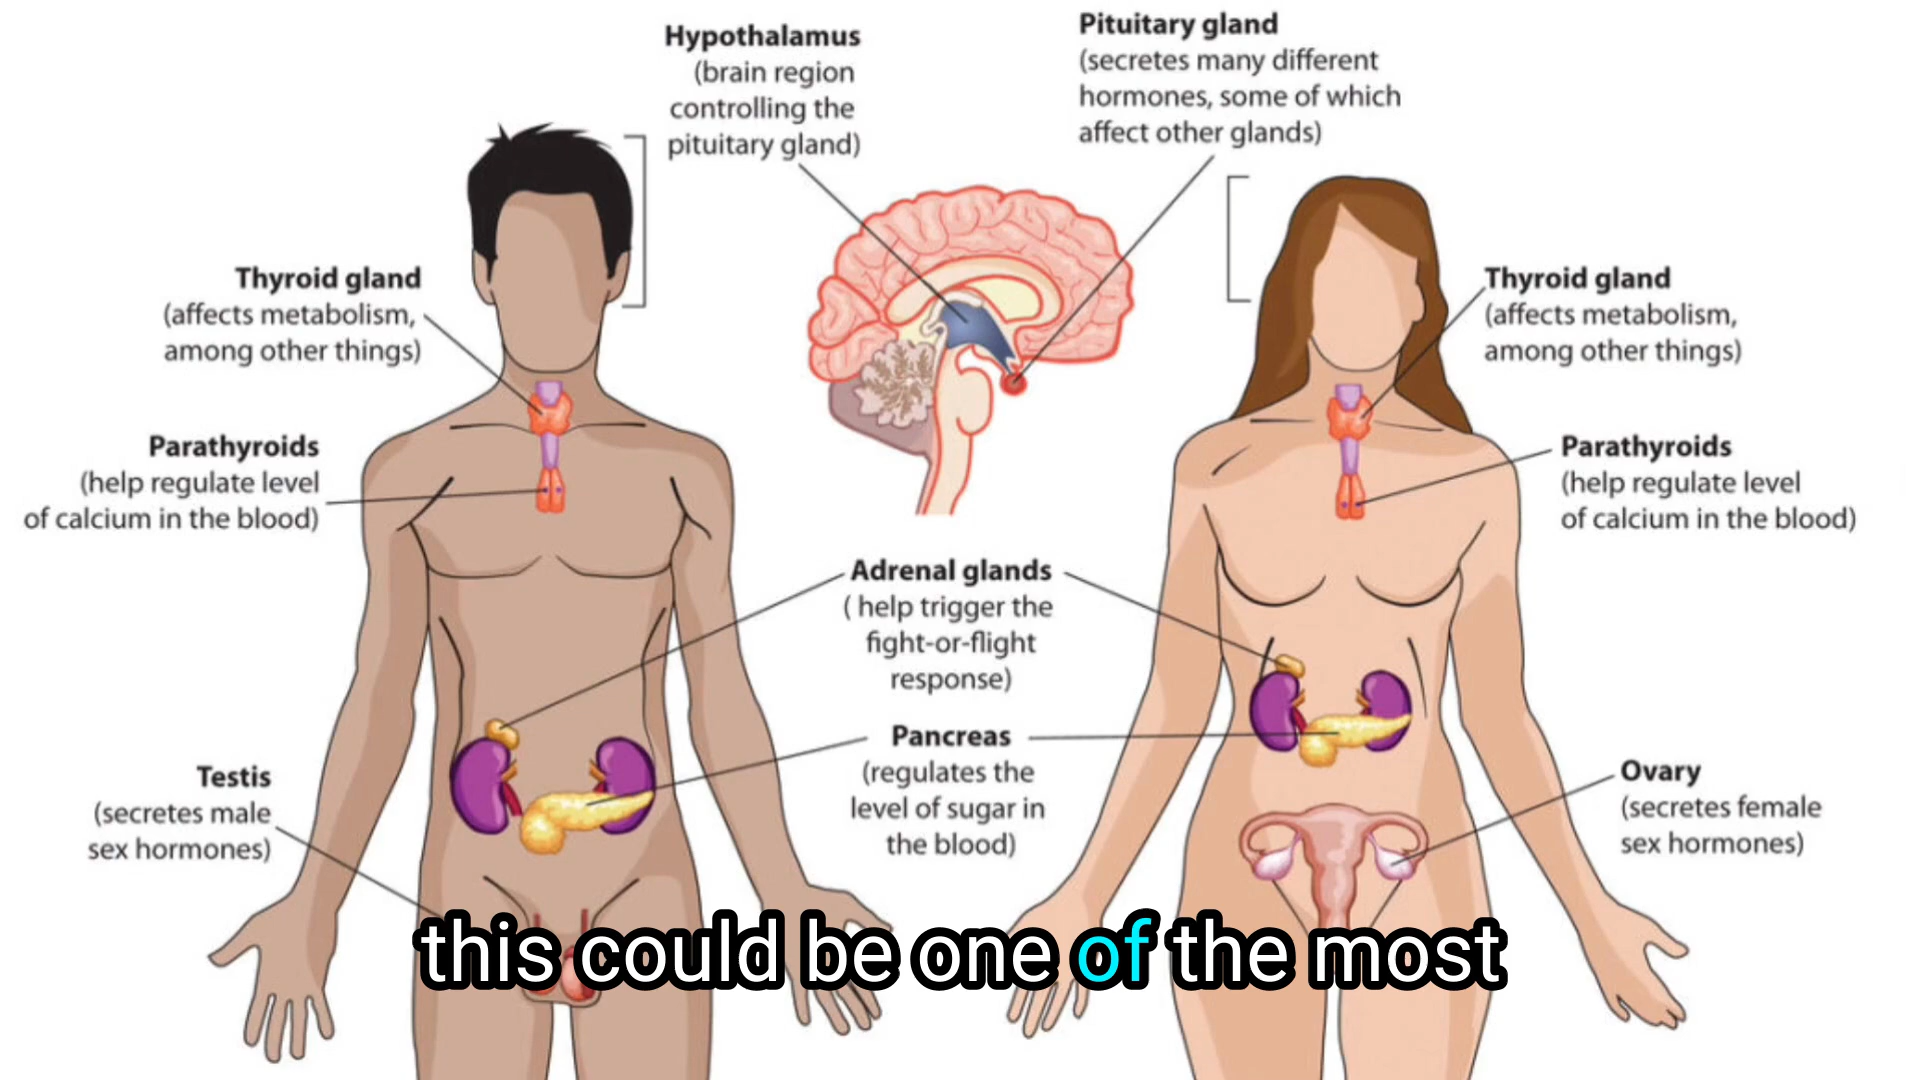 Hypothalamus
(brain region
controlling the
pituitary gland)
Pituitary gland
(secretes many different
hormones, some of which
affect other glands)
Thyroid gland
(affects metabolism,
among other things)
Thyroid gland
(affects metabolism,
among other things)
Parathyroids
(help regulate level
of calcium in the blood)
Parathyroids
(help regulate level
of calcium in the blood)
Adrenal glands
( help trigger the
fight-or-flight
response)
Pancreas
(regulates the
level of sugar in
the blood)
Testis
(secretes male
sex hormones)
Ovary
(secretes female
sex hormones)
this could be one of the most